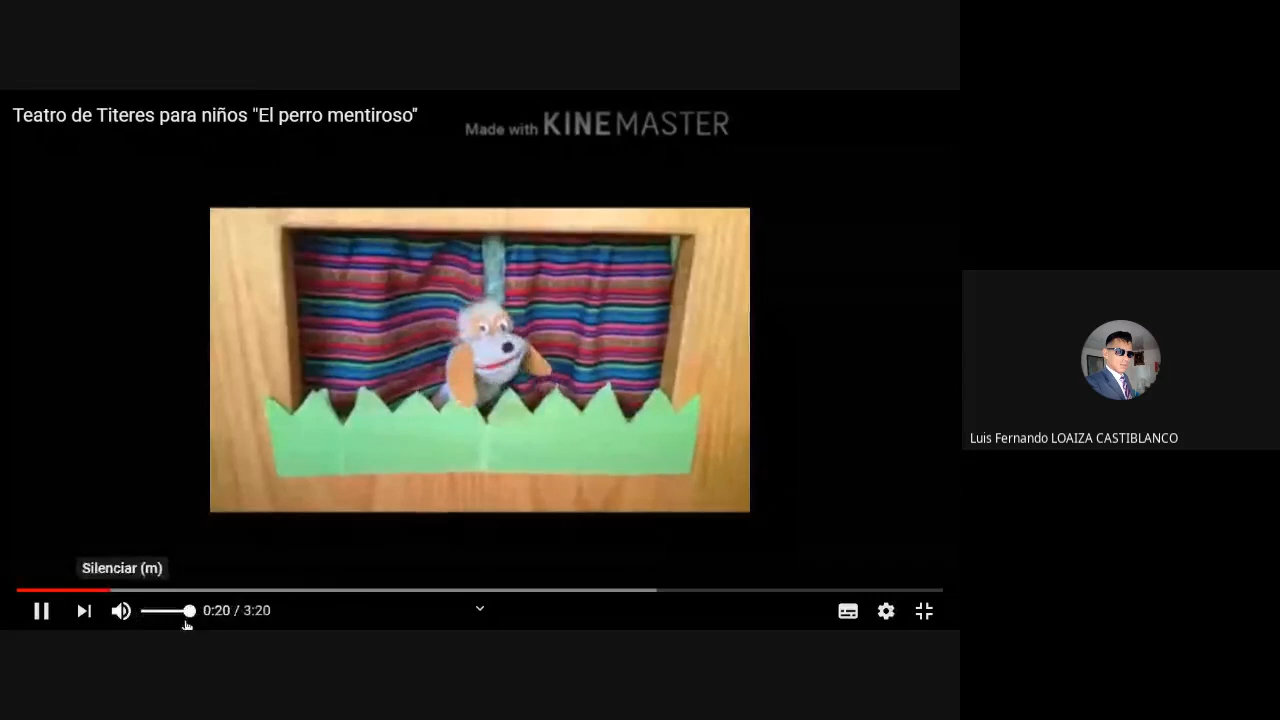 Teatro de Titeres para niños "El perro mentiroso"
Made with KINEMASTER
Luis Fernando LOAIZA CASTIBLANCO
Silenciar (m)
0:20 / 3:20